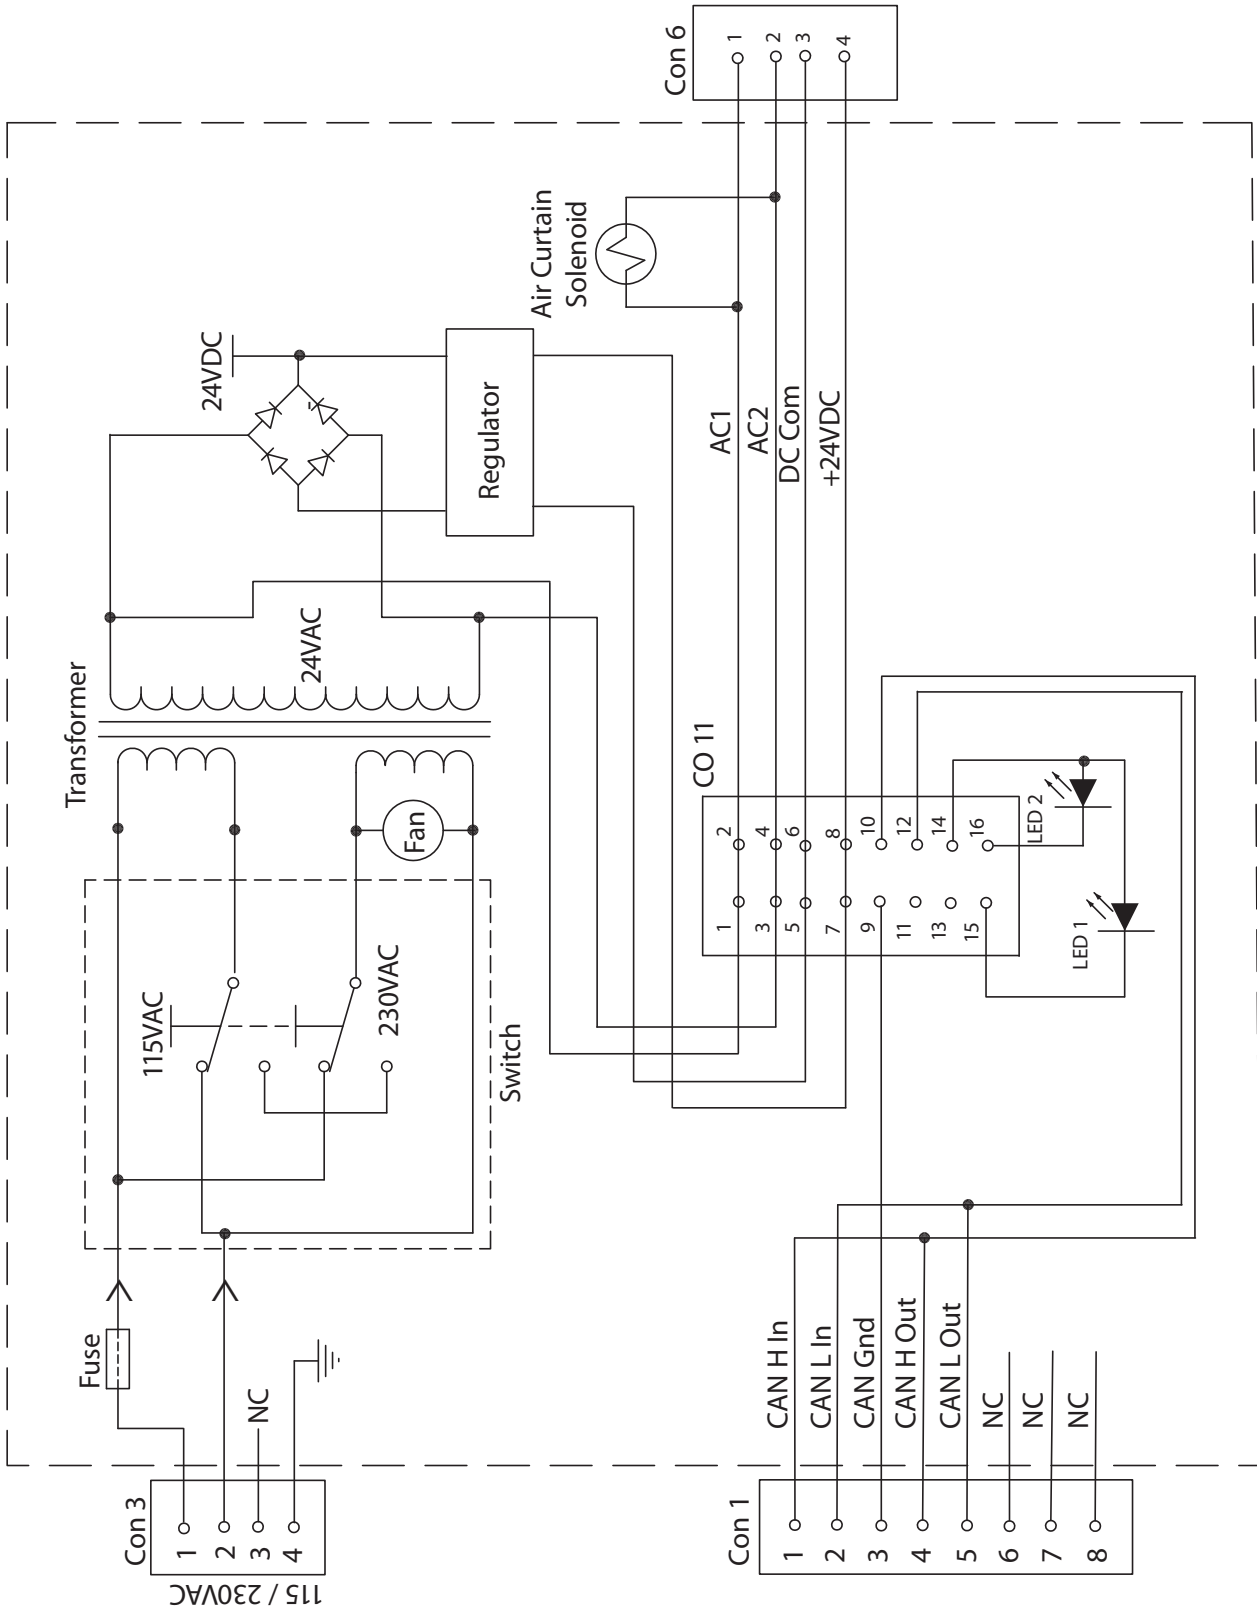 Con 3
115 / 230VAC
1
2
3
4
NC
Fuse
Switch
115VAC
230VAC
Fan
Transformer
24VAC
24VDC
Regulator
Air Curtain
Solenoid
Con 6
1
2
3
4
AC1
AC2
DC Com
+24VDC
CO 11
2
4
6
8
10
12
14
16
1
3
5
7
9
11
13
15
LED 2
LED 1
Con 1
1
2
3
4
5
6
7
8
CAN H In
CAN L In
CAN Gnd
CAN H Out
CAN L Out
NC
NC
NC